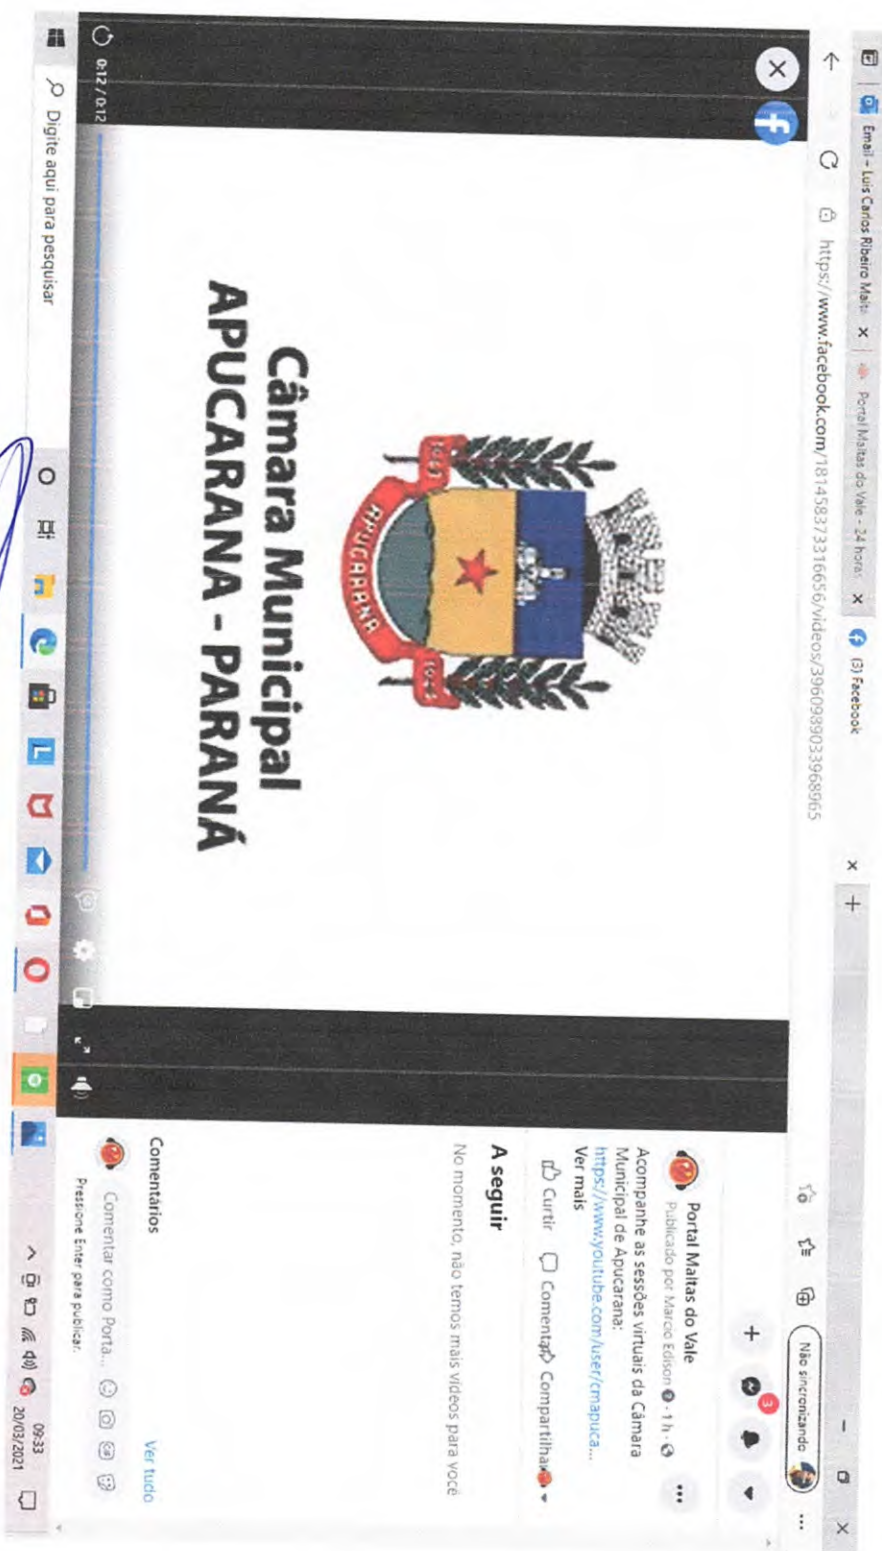 Email - Luis Carlos Ribeiro Malta
Portal Maltas do Vale - 24 horas
(3) Facebook
https://www.facebook.com/181458373316656/videos/3960989033968965
Não sincronizando
3
1943
APUCARANA
1944
Câmara Municipal
APUCARANA - PARANÁ
0:12 / 0:12
Portal Maltas do Vale
Publicado por Marcio Edison · 1 h ·
Acompanhe as sessões virtuais da Câmara
Municipal de Apucarana:
https://www.youtube.com/user/cmapuca...
Ver mais
Curtir
Comentar
Compartilhar
A seguir
No momento, não temos mais vídeos para você
Comentários
Ver tudo
Comentar como Porta...
Pressione Enter para publicar.
Digite aqui para pesquisar
09:33
20/03/2021